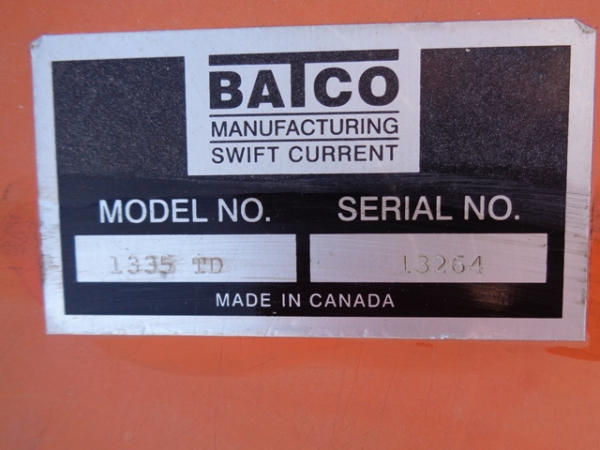 BATCO
MANUFACTURING
SWIFT CURRENT
MODEL NO. SERIAL NO.
1335 TD 13264
MADE IN CANADA